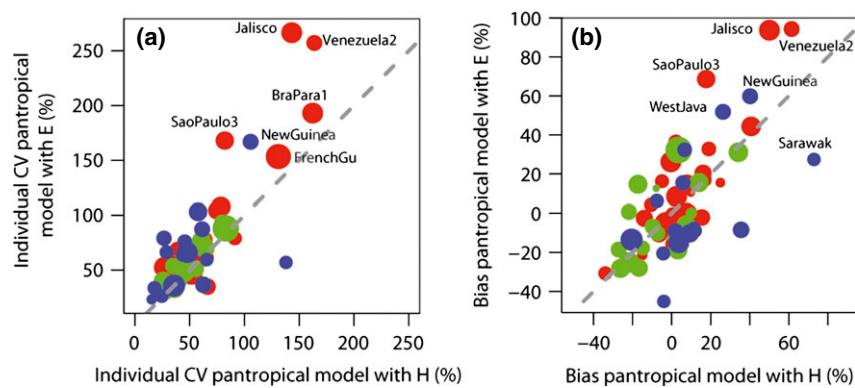 (a)
Jalisco
Venezuela2
BraPara1
SaoPaulo3
NewGuinea
FrenchGu
250
200
150
100
50
0 50 100 150 200 250
Individual CV pantropical
model with E (%)
Individual CV pantropical model with H (%)
(b)
Jalisco
Venezuela2
SaoPaulo3
NewGuinea
WestJava
Sarawak
100
80
60
40
20
0
−20
−40
−40 0 20 60
Bias pantropical model with E (%)
Bias pantropical model with H (%)